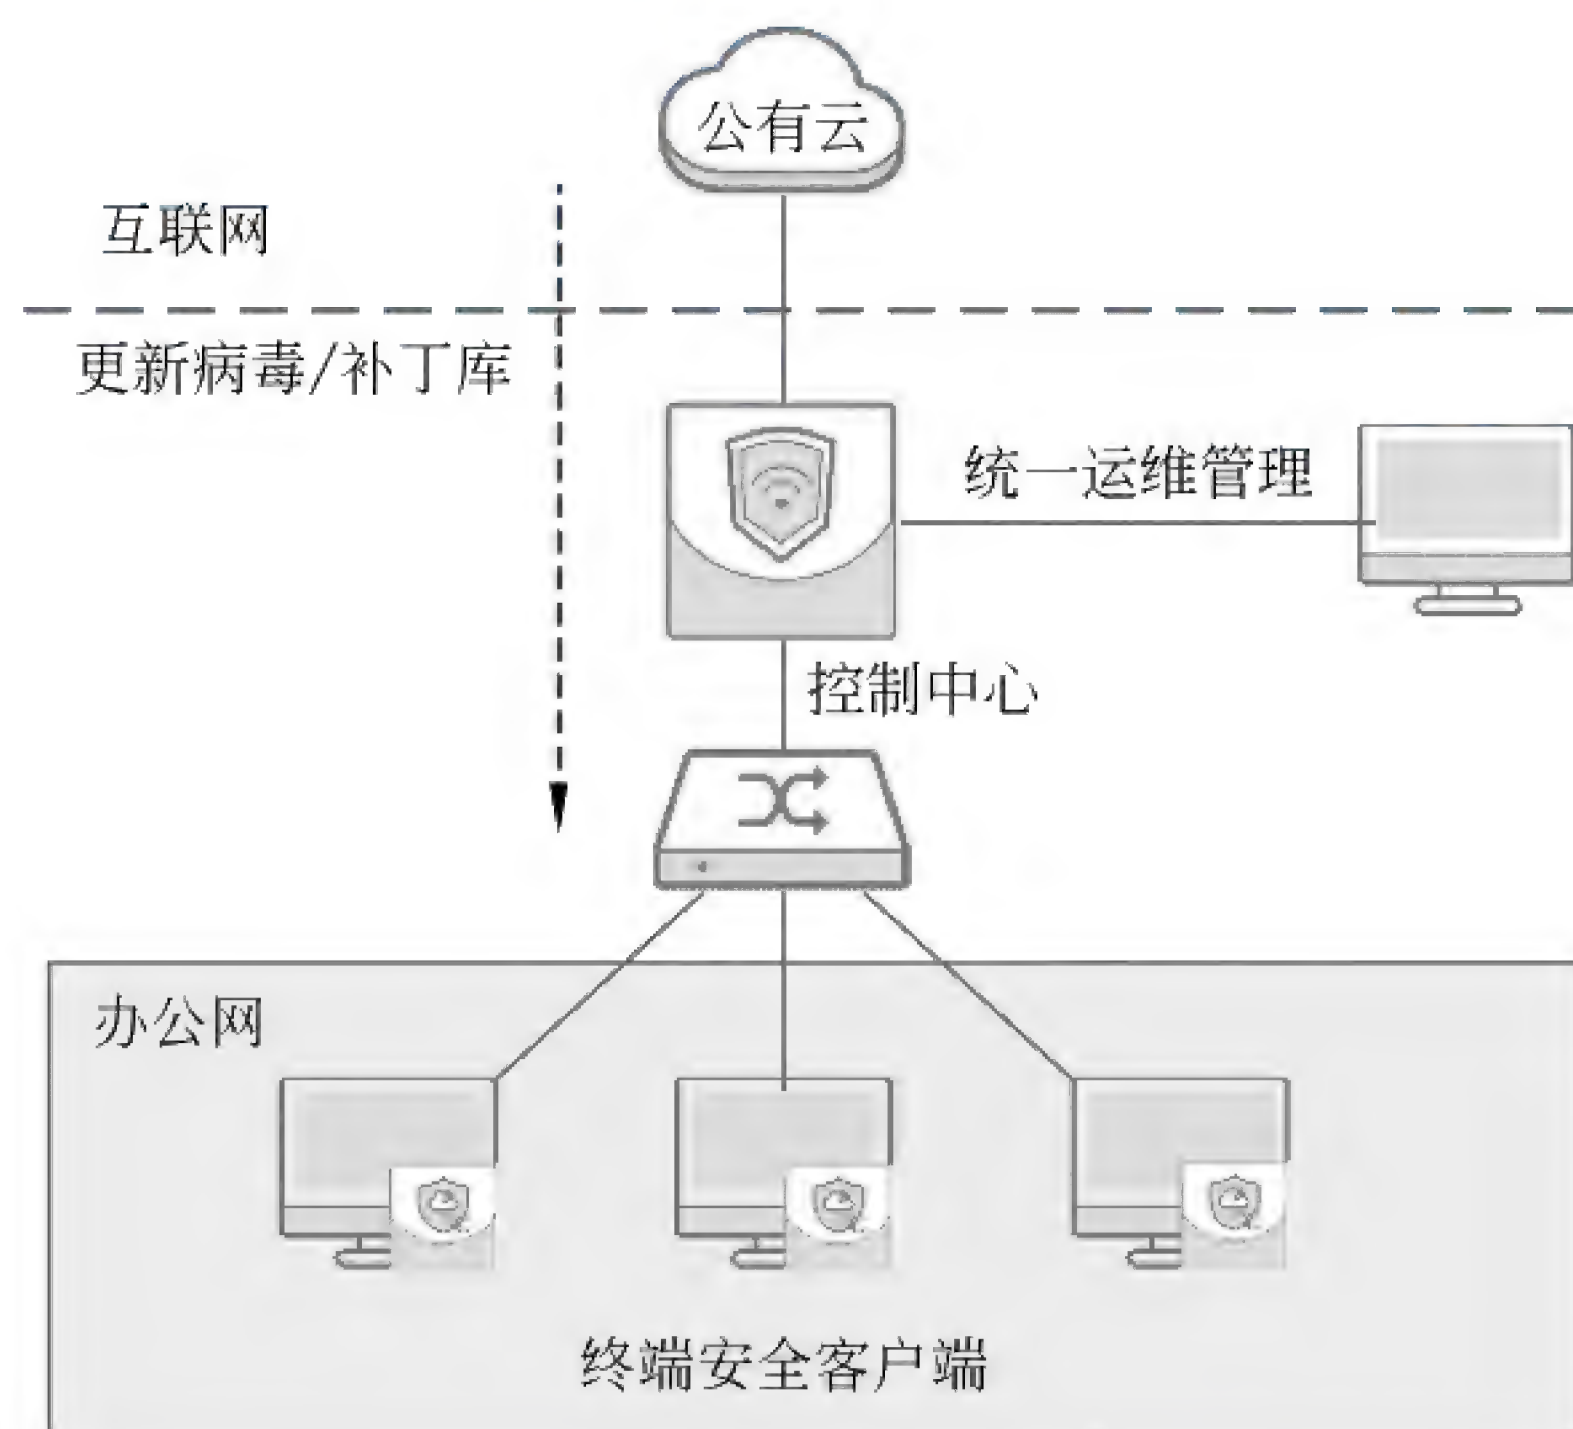 公有云
互联网
更新病毒/补丁库
统一运维管理
控制中心
办公网
终端安全客户端